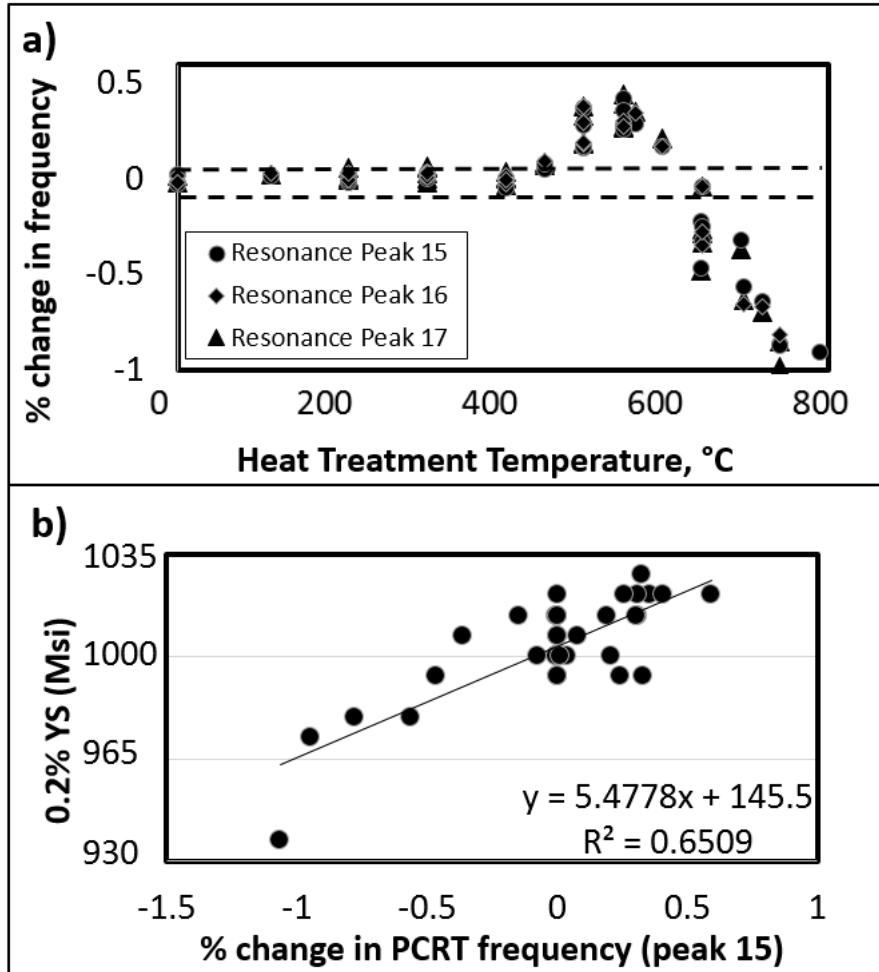 a)
% change in frequency
0.5
0
-0.5
-1
Resonance Peak 15
Resonance Peak 16
Resonance Peak 17
0 200 400 600 800
Heat Treatment Temperature, °C
b)
0.2% YS (Msi)
1035
1000
965
930
y = 5.4778x + 145.5
R² = 0.6509
-1.5 -1 -0.5 0 0.5 1
% change in PCRT frequency (peak 15)